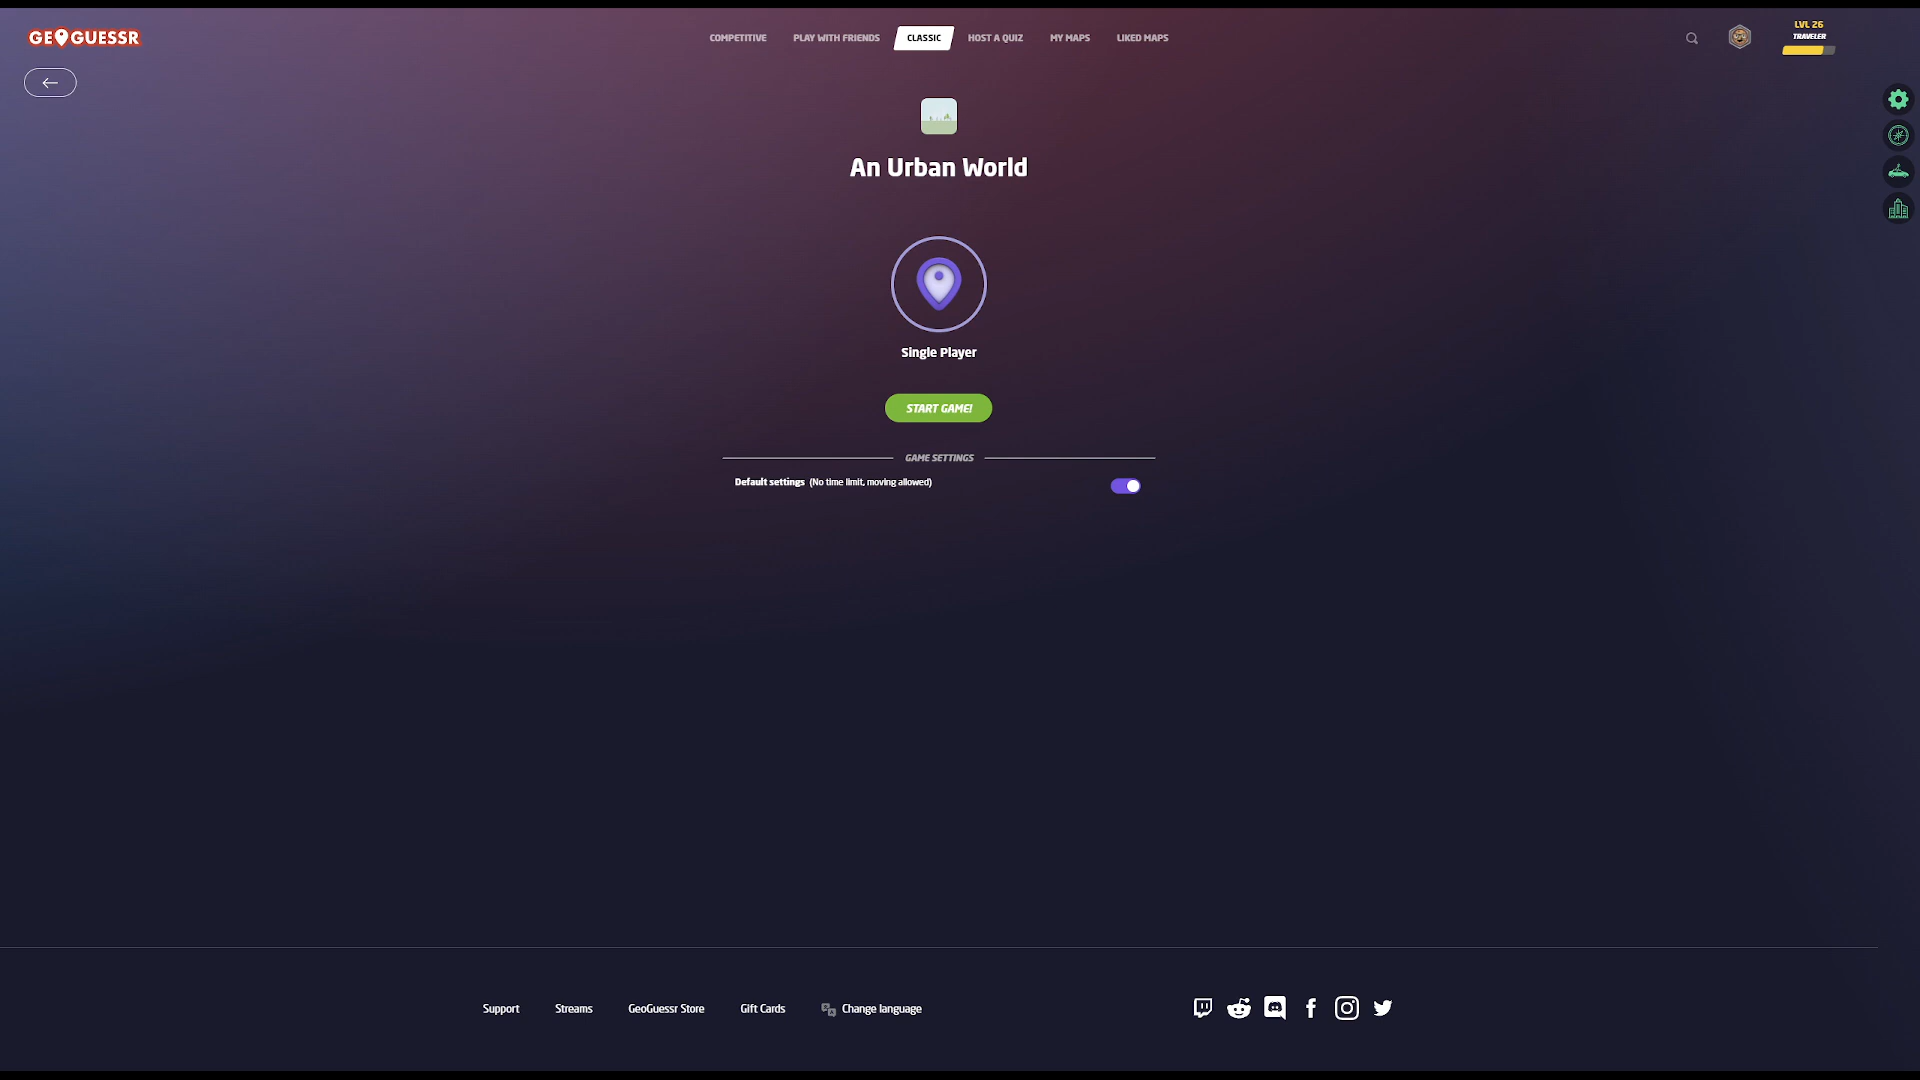 GEOGUESSR
COMPETITIVE PLAY WITH FRIENDS CLASSIC HOST A QUIZ MY MAPS LIKED MAPS
LVL 26
TRAVELER
An Urban World
Single Player
START GAME!
GAME SETTINGS
Default settings (No time limit, moving allowed)
Support Streams GeoGuessr Store Gift Cards Change language